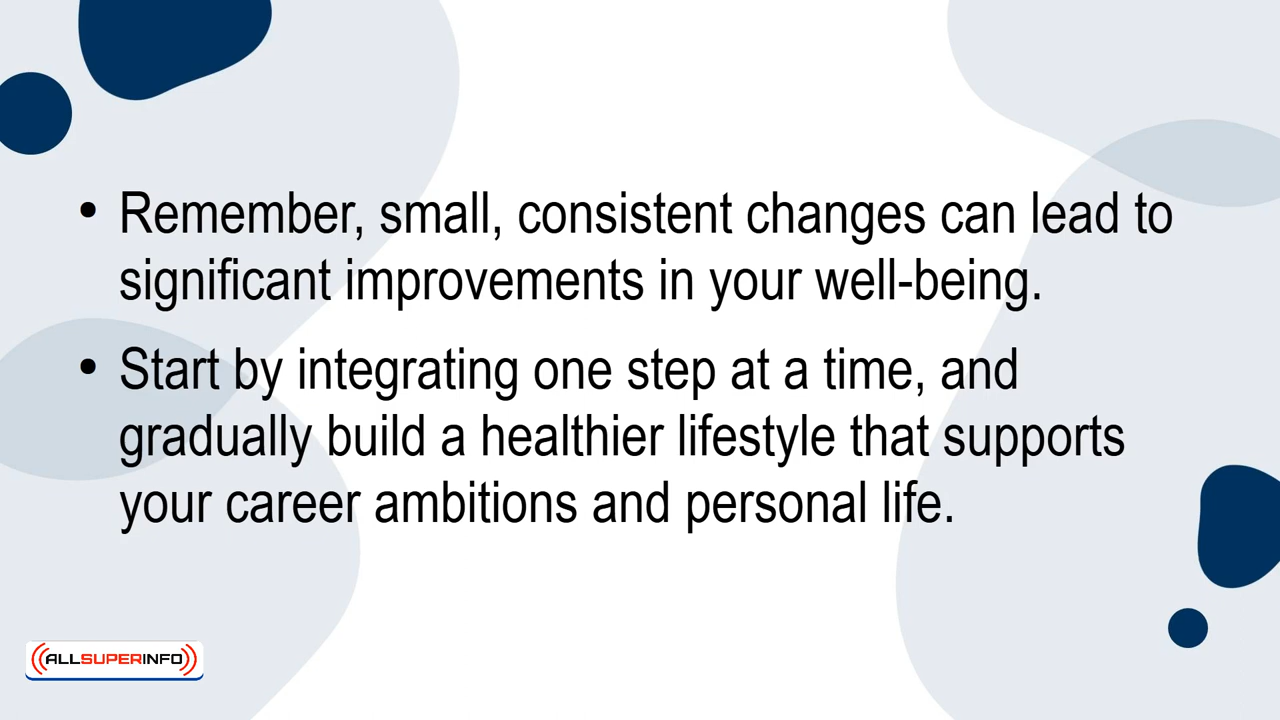 • Remember, small, consistent changes can lead to
significant improvements in your well-being.
• Start by integrating one step at a time, and
gradually build a healthier lifestyle that supports
your career ambitions and personal life.
ALLSUPERINFO